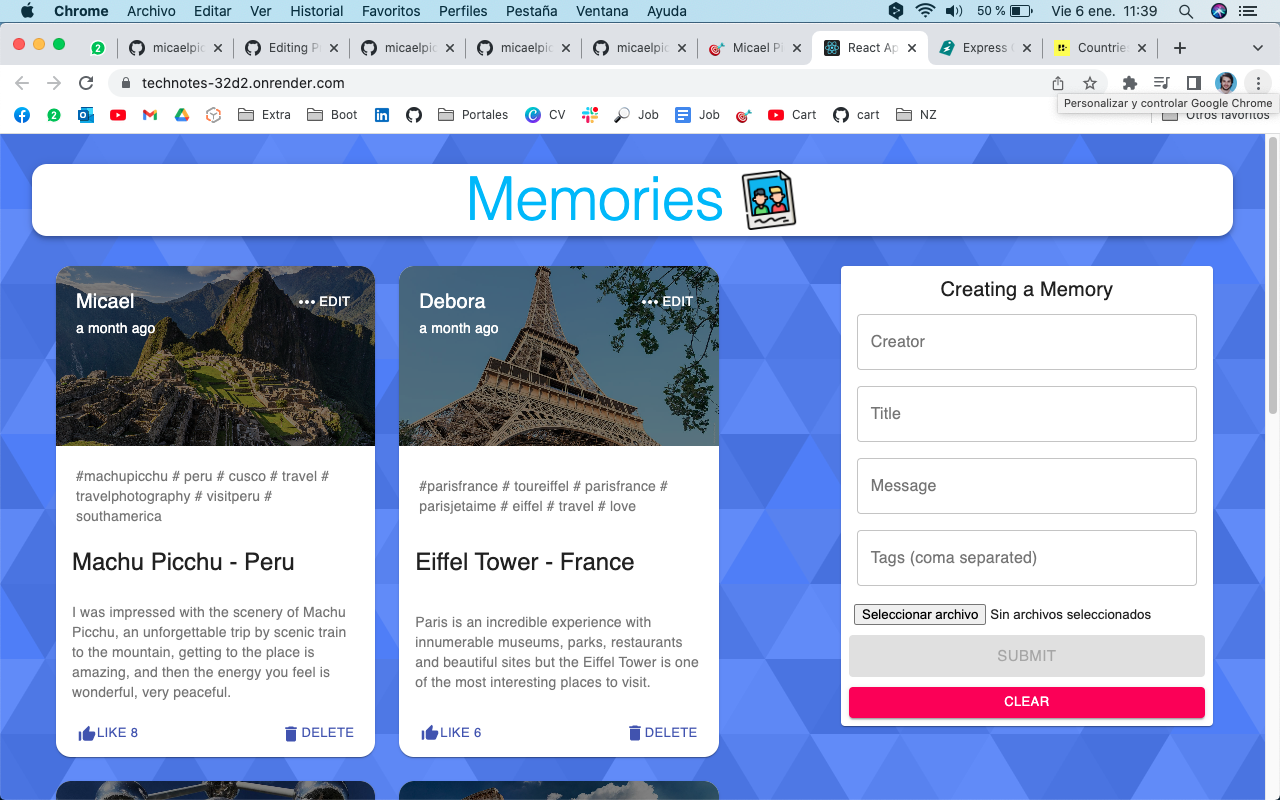 Chrome Archivo Editar Ver Historial Favoritos Perfiles Pestaña Ventana Ayuda 50 % Vie 6 ene. 11:39
2 micaelpic Editing P micaelpic micaelpic micaelpic Micael Pi React Ap Express Countries
technotes-32d2.onrender.com
Personalizar y controlar Google Chrome
2 Extra Boot Portales CV Job Job Cart cart NZ Otros favoritos
Memories
Micael
EDIT
a month ago
#machupicchu # peru # cusco # travel #
travelphotography # visitperu #
southamerica
Machu Picchu - Peru
I was impressed with the scenery of Machu
Picchu, an unforgettable trip by scenic train
to the mountain, getting to the place is
amazing, and then the energy you feel is
wonderful, very peaceful.
LIKE 8 DELETE
Debora
EDIT
a month ago
#parisfrance # toureiffel # parisfrance #
parisjetaime # eiffel # travel # love
Eiffel Tower - France
Paris is an incredible experience with
innumerable museums, parks, restaurants
and beautiful sites but the Eiffel Tower is one
of the most interesting places to visit.
LIKE 6 DELETE
Creating a Memory
Creator
Title
Message
Tags (coma separated)
Seleccionar archivo Sin archivos seleccionados
SUBMIT
CLEAR